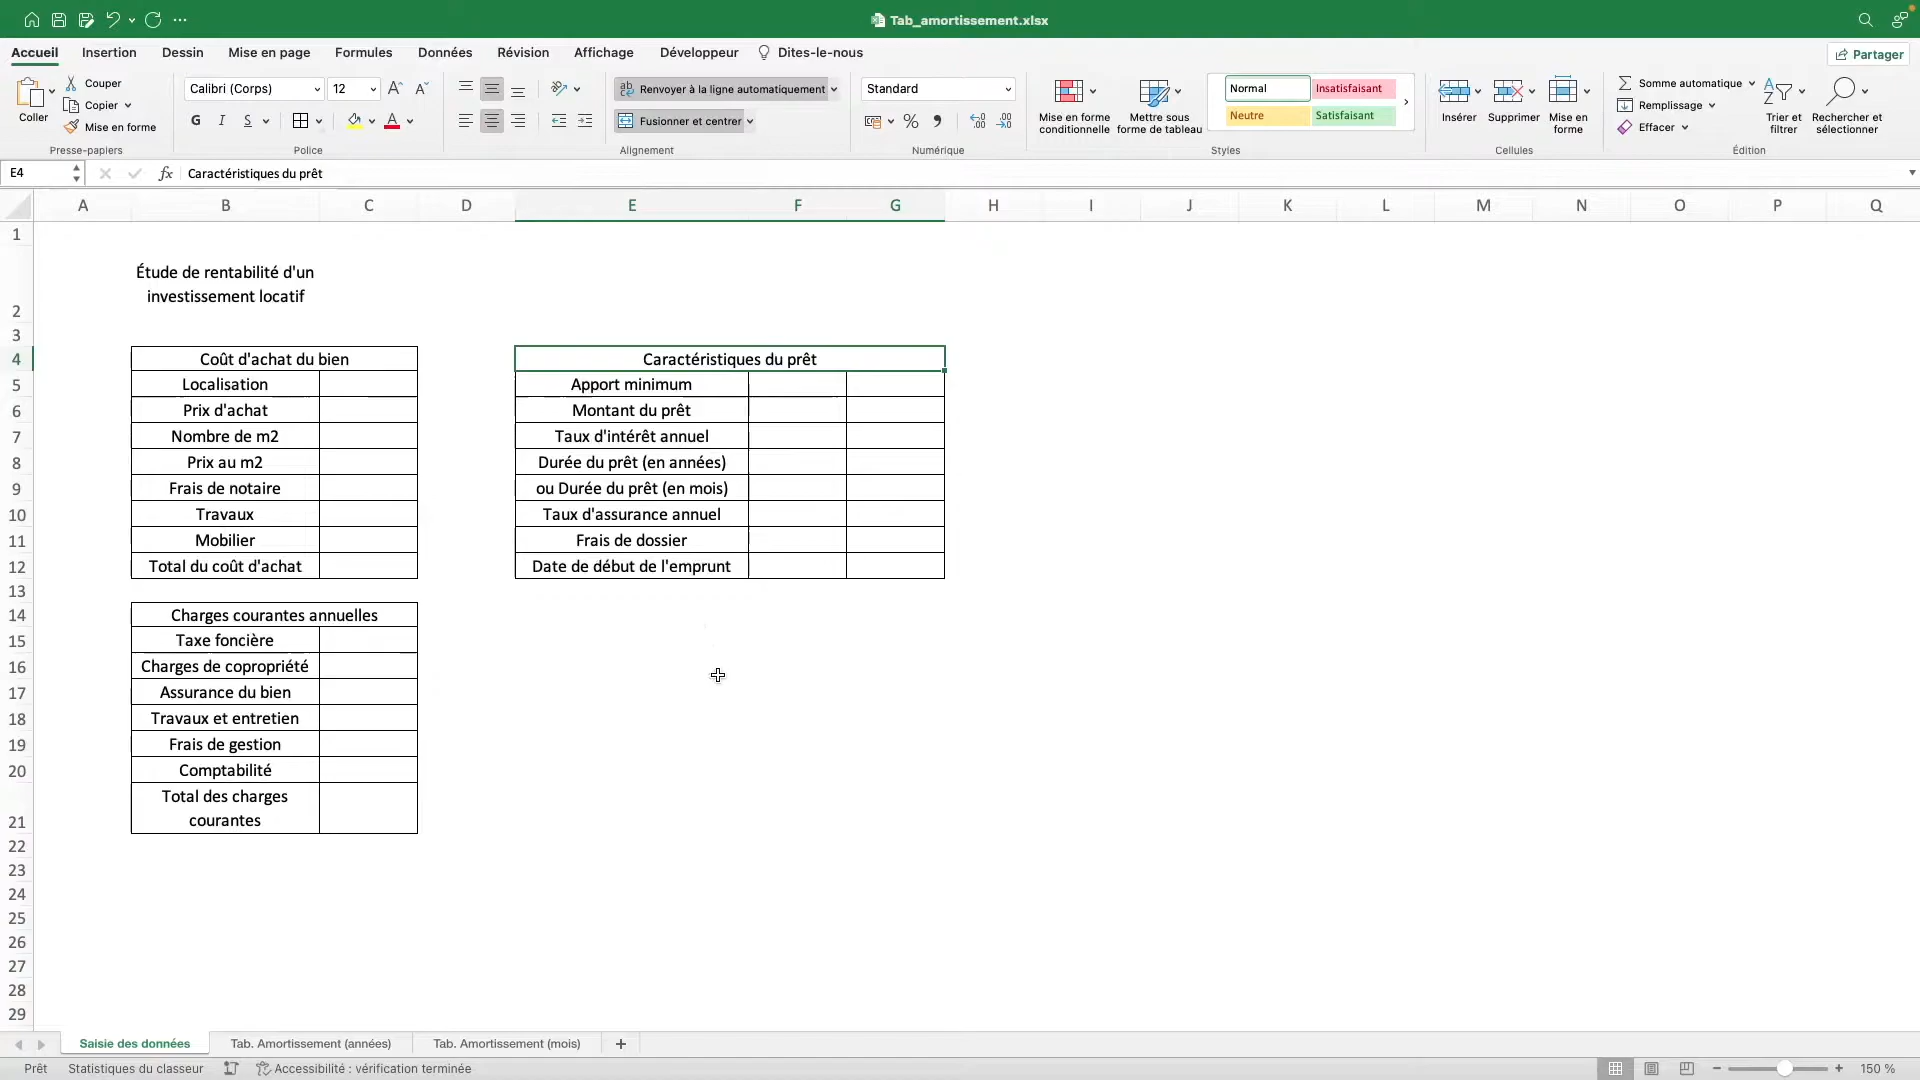 Tab_amortissement.xlsx
Accueil Insertion Dessin Mise en page Formules Données Révision Affichage Développeur Dites-le-nous Partager
Coller
Couper
Copier
Mise en forme
Presse-papiers
Calibri (Corps) 12
G I S
Police
ab Renvoyer à la ligne automatiquement
Fusionner et centrer
Alignement
Standard
Numérique
Mise en forme
conditionnelle
Mettre sous
forme de tableau
Normal Insatisfaisant
Neutre Satisfaisant
Styles
Insérer Supprimer Mise en
forme
Cellules
Somme automatique
Remplissage
Effacer
Trier et
filtrer
Rechercher et
sélectionner
Édition
E4 fx Caractéristiques du prêt
A B C D E F G H I J K L M N O P Q
1
Étude de rentabilité d'un
investissement locatif
2
3
4 Coût d'achat du bien Caractéristiques du prêt
5 Localisation Apport minimum
6 Prix d'achat Montant du prêt
7 Nombre de m2 Taux d'intérêt annuel
8 Prix au m2 Durée du prêt (en années)
9 Frais de notaire ou Durée du prêt (en mois)
10 Travaux Taux d'assurance annuel
11 Mobilier Frais de dossier
12 Total du coût d'achat Date de début de l'emprunt
13
14 Charges courantes annuelles
15 Taxe foncière
16 Charges de copropriété
17 Assurance du bien
18 Travaux et entretien
19 Frais de gestion
20 Comptabilité
Total des charges
21 courantes
22
23
24
25
26
27
28
29
Saisie des données Tab. Amortissement (années) Tab. Amortissement (mois) +
Prêt Statistiques du classeur Accessibilité : vérification terminée 150 %